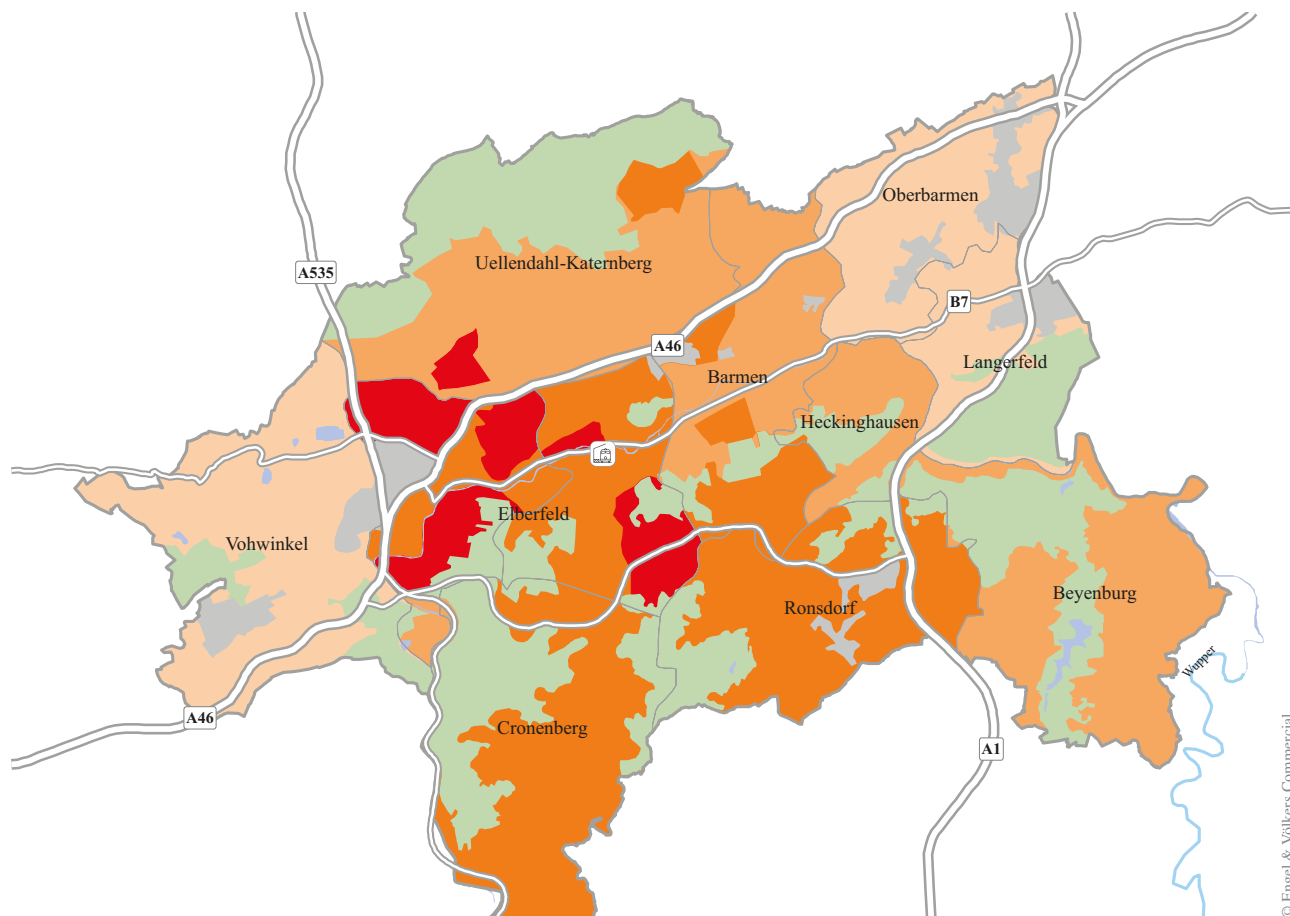 Oberbarmen
Uellendahl-Katernberg
A535
B7
A46
Langerfeld
Barmen
Heckinghausen
Elberfeld
Vohwinkel
Beyenburg
Ronsdorf
Wupper
A46
Cronenberg
A1
© Engel & Völkers Commercial